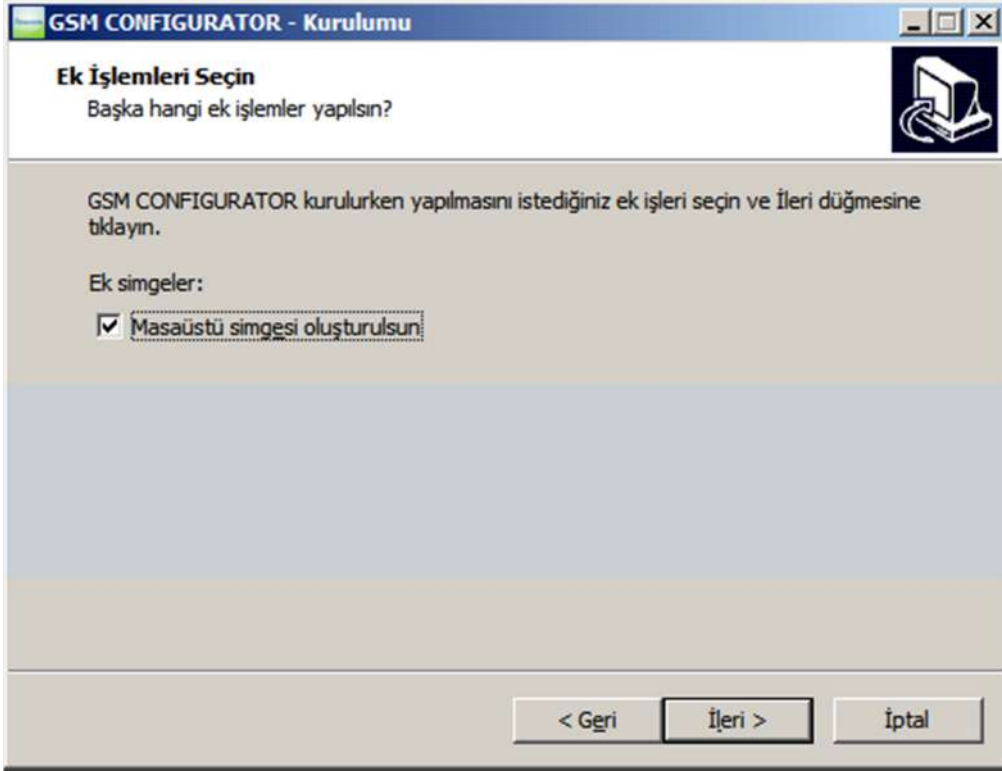 GSM CONFIGURATOR - Kurulumu
Ek İşlemleri Seçin
Başka hangi ek işlemler yapılsın?
GSM CONFIGURATOR kurulurken yapılmasını istediğiniz ek işleri seçin ve İleri düğmesine
tıklayın.
Ek simgeler:
Masaüstü simgesi oluşturulsun
< Geri
İleri >
İptal